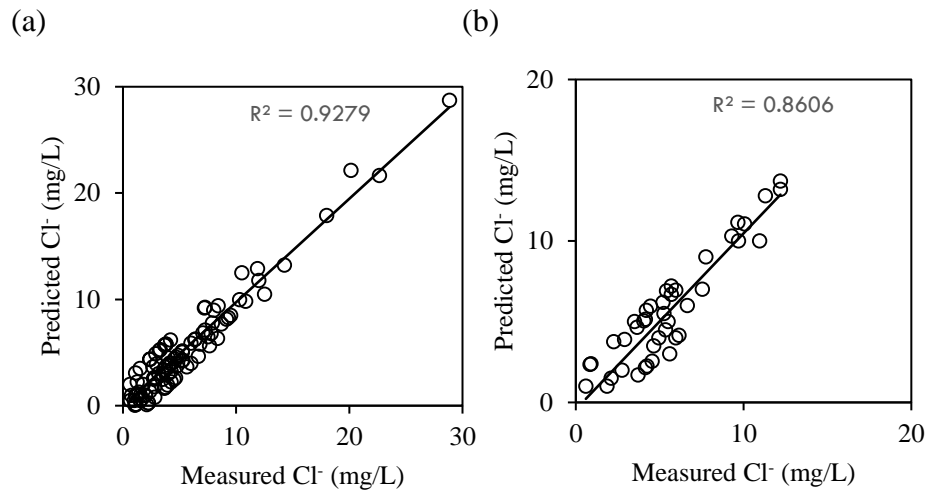 (a)
Predicted Cl⁻ (mg/L)
30
20
10
0
R² = 0.9279
0 10 20 30
Measured Cl⁻ (mg/L)
(b)
Predicted Cl⁻ (mg/L)
20
10
0
R² = 0.8606
0 10 20
Measured Cl⁻ (mg/L)